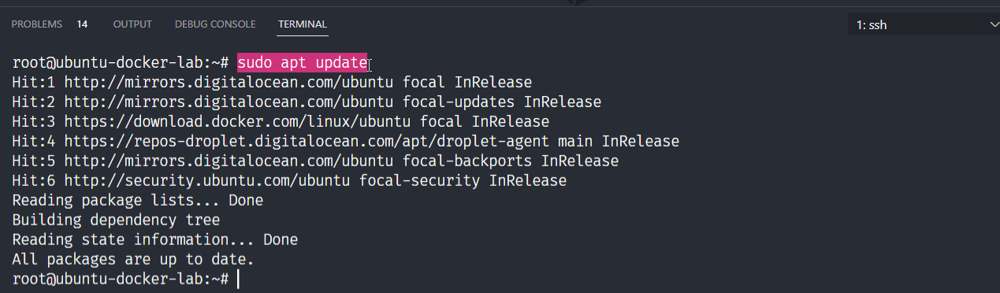 PROBLEMS 14 OUTPUT DEBUG CONSOLE TERMINAL 1: ssh
root@ubuntu-docker-lab:~# sudo apt update
Hit:1 http://mirrors.digitalocean.com/ubuntu focal InRelease
Hit:2 http://mirrors.digitalocean.com/ubuntu focal-updates InRelease
Hit:3 https://download.docker.com/linux/ubuntu focal InRelease
Hit:4 https://repos-droplet.digitalocean.com/apt/droplet-agent main InRelease
Hit:5 http://mirrors.digitalocean.com/ubuntu focal-backports InRelease
Hit:6 http://security.ubuntu.com/ubuntu focal-security InRelease
Reading package lists... Done
Building dependency tree
Reading state information... Done
All packages are up to date.
root@ubuntu-docker-lab:~#